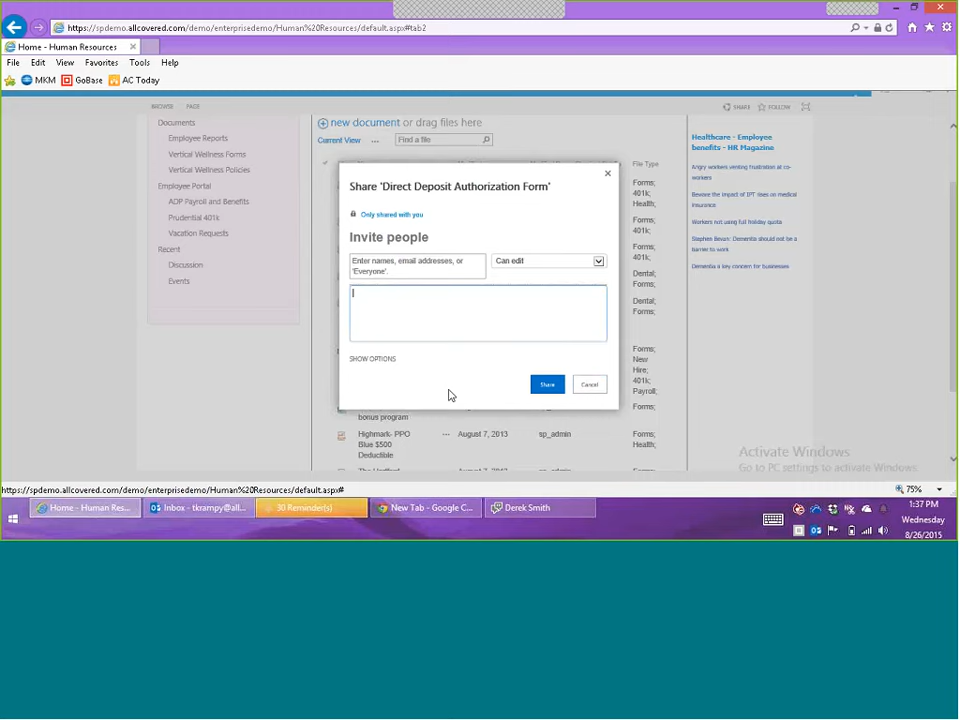 https://spdemo.allcovered.com/demo/enterprisedemo/Human%20Resources/default.aspx#tab2
Home - Human Resources
File Edit View Favorites Tools Help
MKM GoBase AC Today
BROWSE PAGE
SHARE FOLLOW
Documents
Employee Reports
Vertical Wellness Forms
Vertical Wellness Policies
Employee Portal
ADP Payroll and Benefits
Prudential 401k
Vacation Requests
Recent
Discussion
Events
new document or drag files here
Current View ... Find a file
File Type
Forms;
401k;
Health;
Forms;
401k;
Dental;
Forms;
Dental;
Forms;
Forms;
New
Hire;
401k;
Payroll;
Forms;
bonus program
Highmark- PPO
Blue $500
Deductible
... August 7, 2013 sp_admin
Forms;
Health;
Share 'Direct Deposit Authorization Form'
Only shared with you
Invite people
Enter names, email addresses, or
'Everyone'.
Can edit
SHOW OPTIONS
Share Cancel
Healthcare - Employee
benefits - HR Magazine
Angry workers venting frustration at co-
workers
Beware the impact of IPT rises on medical
insurance
Workers not using full holiday quota
Stephen Bevan: Dementia should not be a
barrier to work
Dementia a key concern for businesses
Activate Windows
Go to PC settings to activate Windows.
https://spdemo.allcovered.com/demo/enterprisedemo/Human%20Resources/default.aspx#
75%
Home - Human Res...
Inbox - tkrampy@all...
30 Reminder(s)
New Tab - Google C...
Derek Smith
1:37 PM
Wednesday
8/26/2015